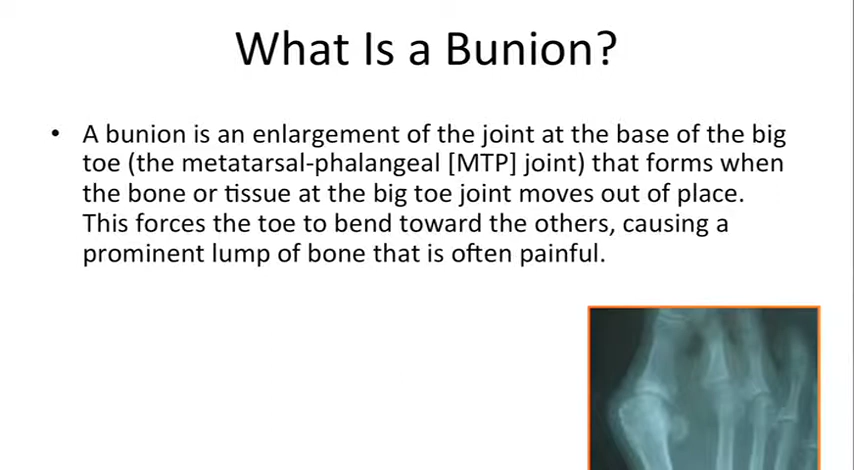 What Is a Bunion?
• A bunion is an enlargement of the joint at the base of the big
toe (the metatarsal-phalangeal [MTP] joint) that forms when
the bone or tissue at the big toe joint moves out of place.
This forces the toe to bend toward the others, causing a
prominent lump of bone that is often painful.